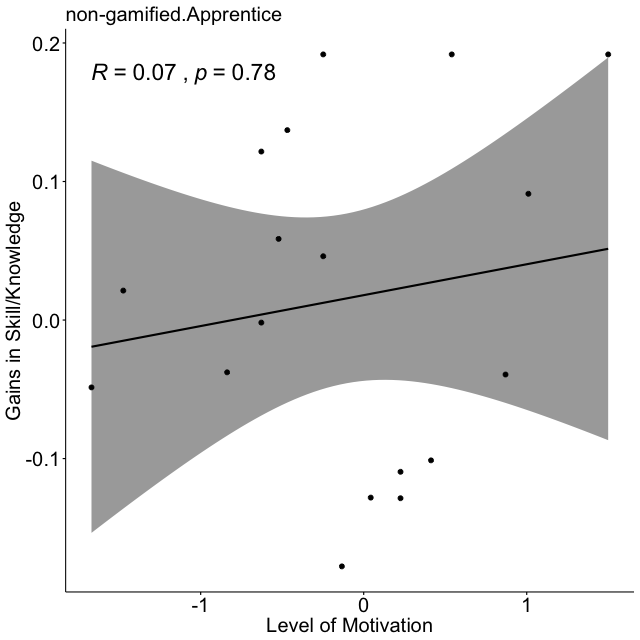 non-gamified.Apprentice
R = 0.07 , p = 0.78
0.2
0.1
0.0
-0.1
Gains in Skill/Knowledge
-1 0 1
Level of Motivation